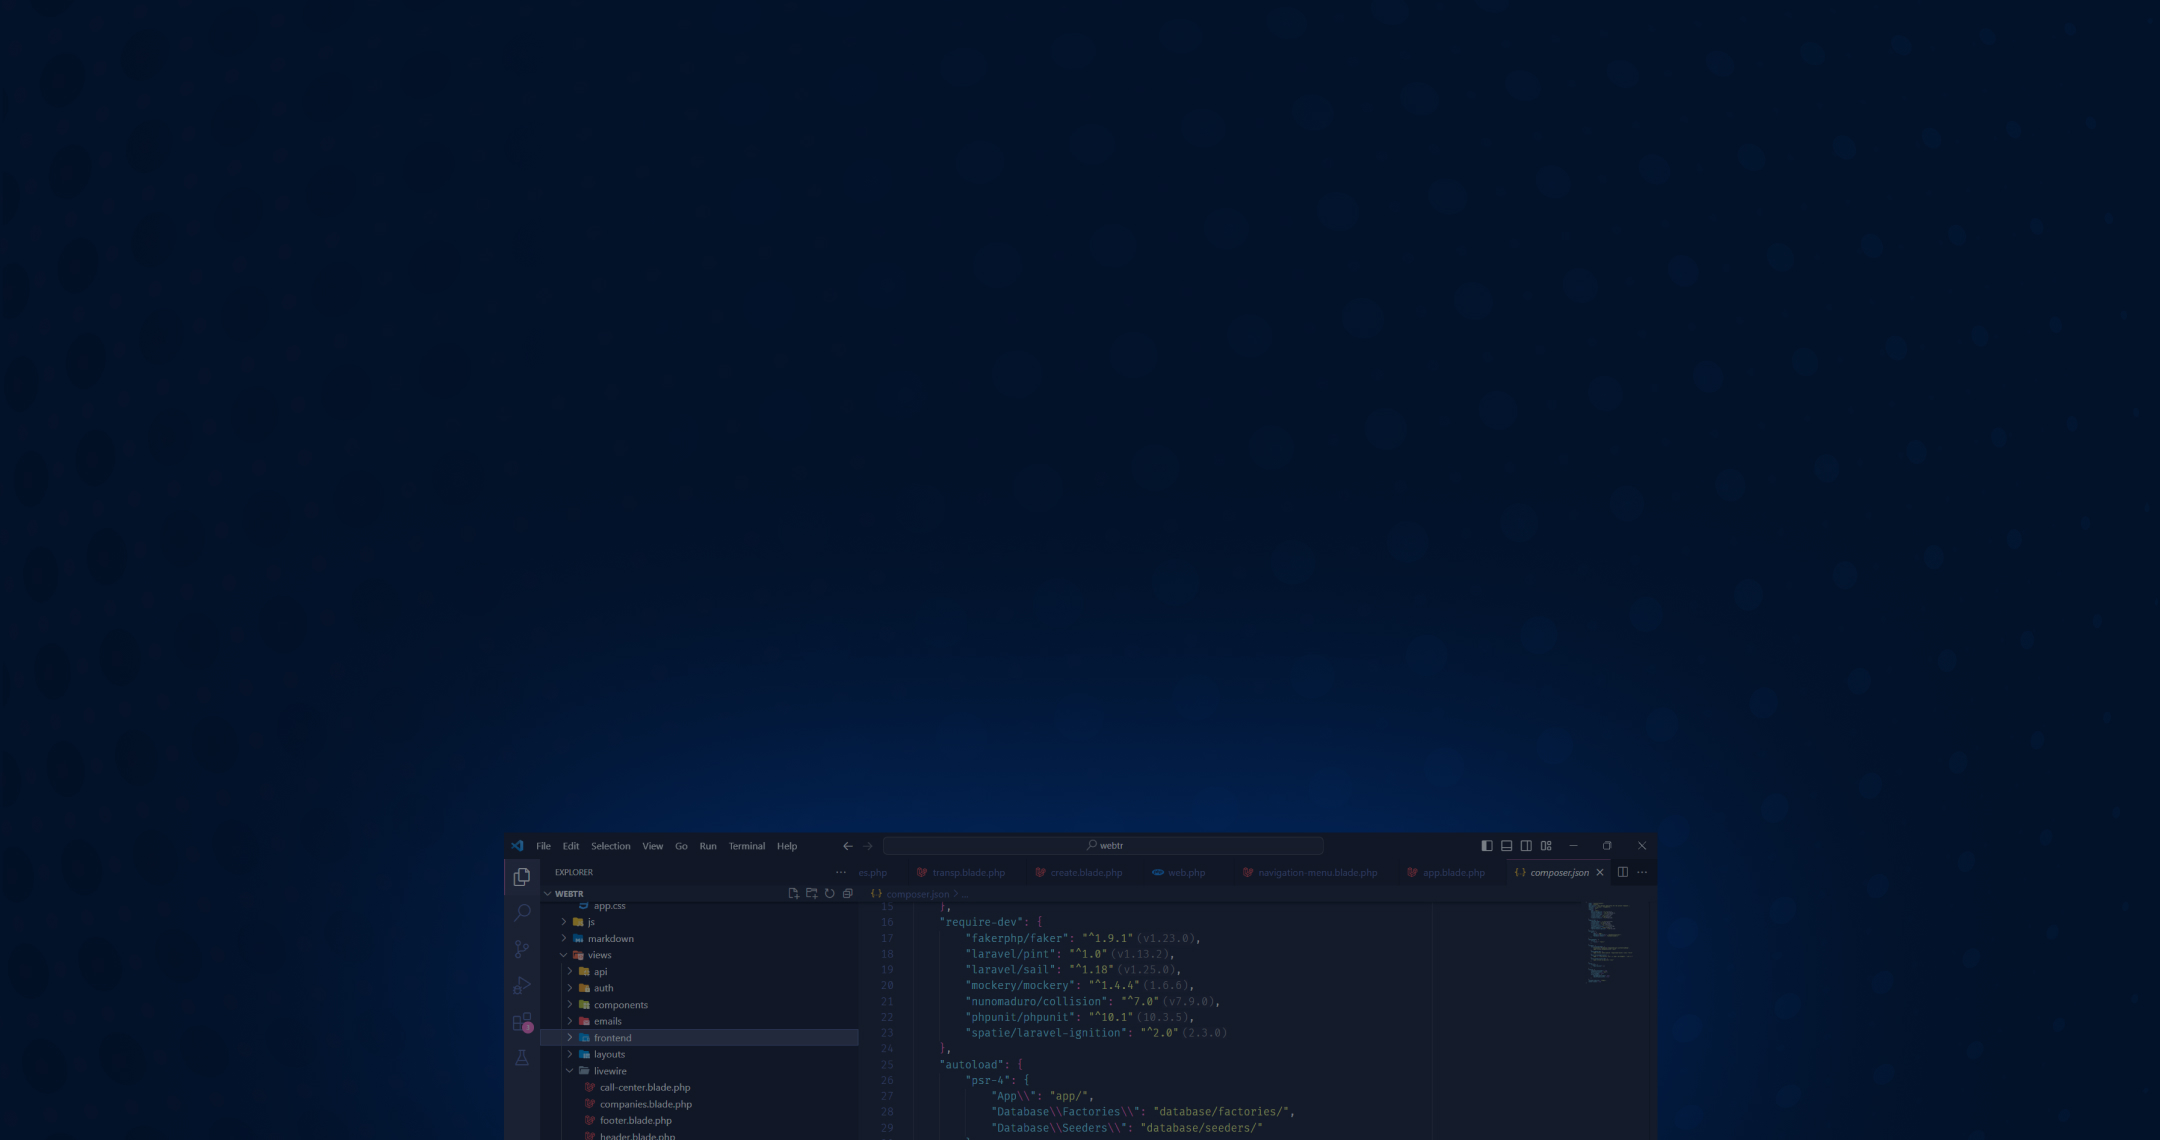 File Edit Selection View Go Run Terminal Help webtr
EXPLORER
es.php transp.blade.php create.blade.php web.php navigation-menu.blade.php app.blade.php composer.json
WEBTR
composer.json > ...
app.css
js
markdown
views
api
auth
components
emails
frontend
layouts
livewire
call-center.blade.php
companies.blade.php
footer.blade.php
header.blade.php
15 },
16 "require-dev": {
17 "fakerphp/faker": "^1.9.1" (v1.23.0),
18 "laravel/pint": "^1.0" (v1.13.2),
19 "laravel/sail": "^1.18" (v1.25.0),
20 "mockery/mockery": "^1.4.4" (1.6.6),
21 "nunomaduro/collision": "^7.0" (v7.9.0),
22 "phpunit/phpunit": "^10.1" (10.3.5),
23 "spatie/laravel-ignition": "^2.0" (2.3.0)
24 },
25 "autoload": {
26 "psr-4": {
27 "App\\": "app/",
28 "Database\\Factories\\": "database/factories/",
29 "Database\\Seeders\\": "database/seeders/"